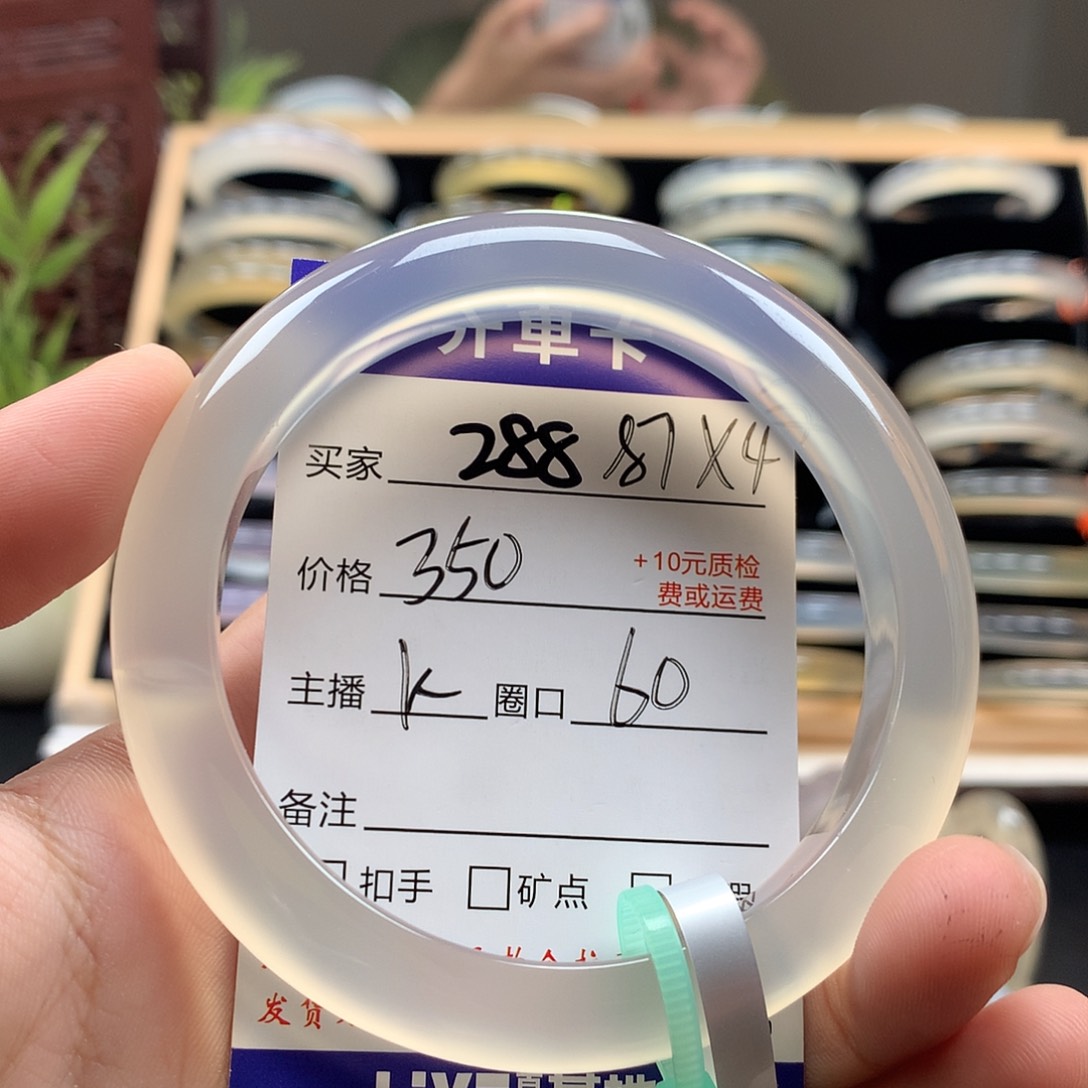 开单卡
买家 288 87X4
价格 350 +10元质检
费或运费
主播 K 圈口 60
备注
扣手 矿点
发货